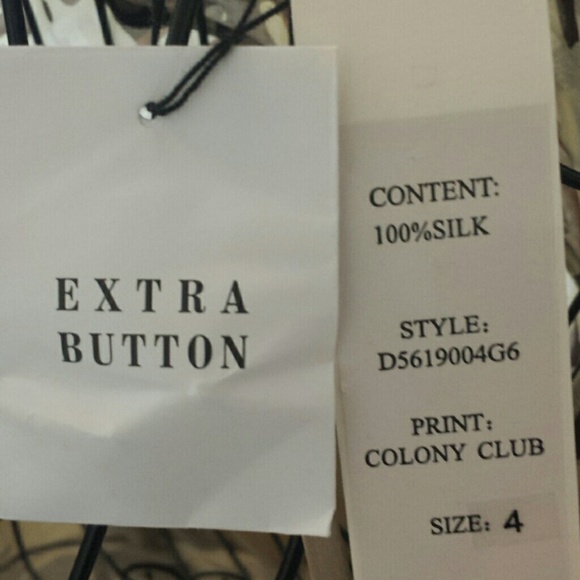 EXTRA
BUTTON
CONTENT:
100%SILK
STYLE:
D5619004G6
PRINT:
COLONY CLUB
SIZE: 4